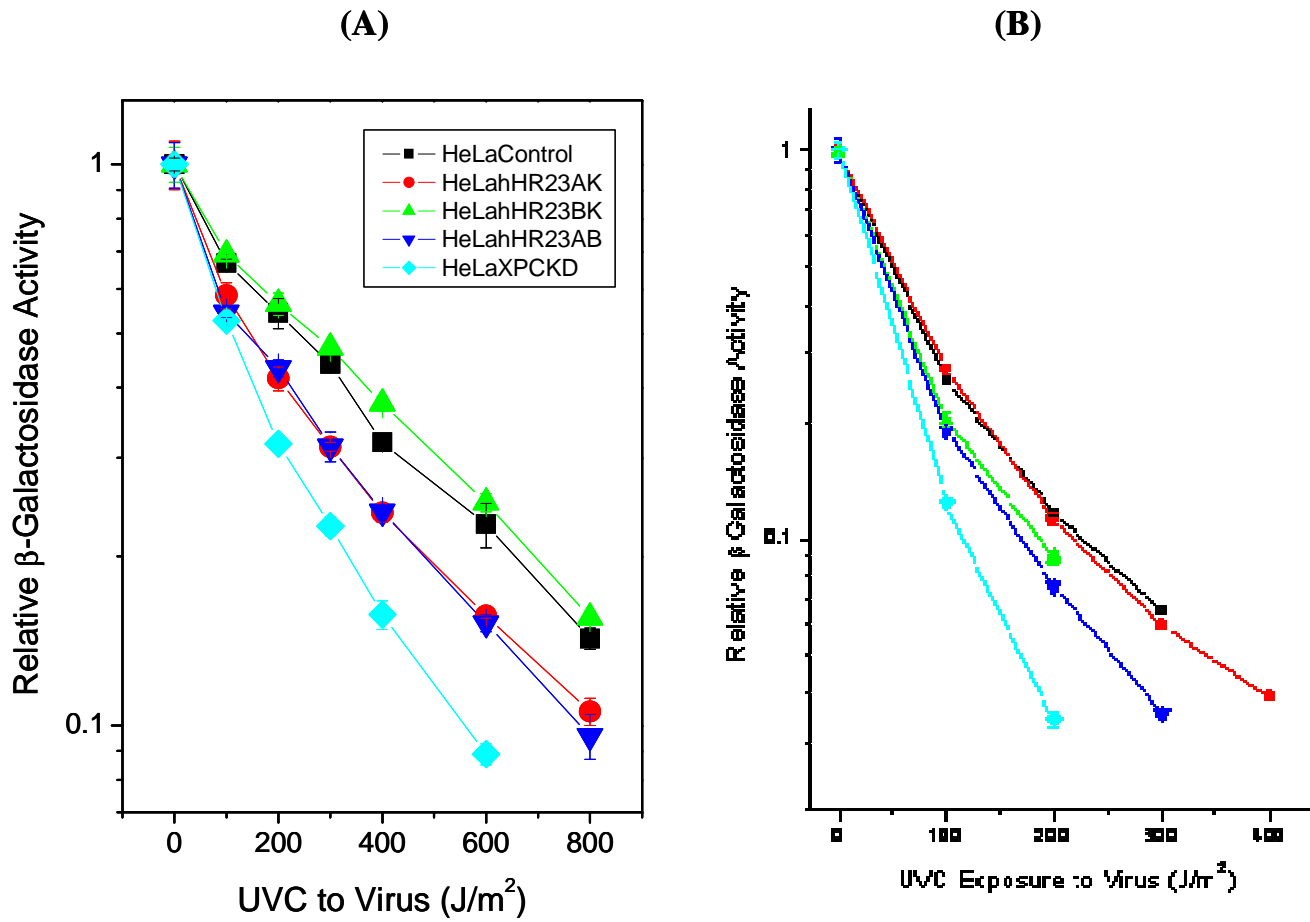 (A)
(B)
1
0.1
Relative β-Galactosidase Activity
HeLaControl
HeLahHR23AK
HeLahHR23BK
HeLahHR23AB
HeLaXPCKD
0 200 400 600 800
UVC to Virus (J/m²)
1
0.1
Relative β Galactosidase Activity
0 100 200 300 400
UVC Exposure to Virus (J/m²)